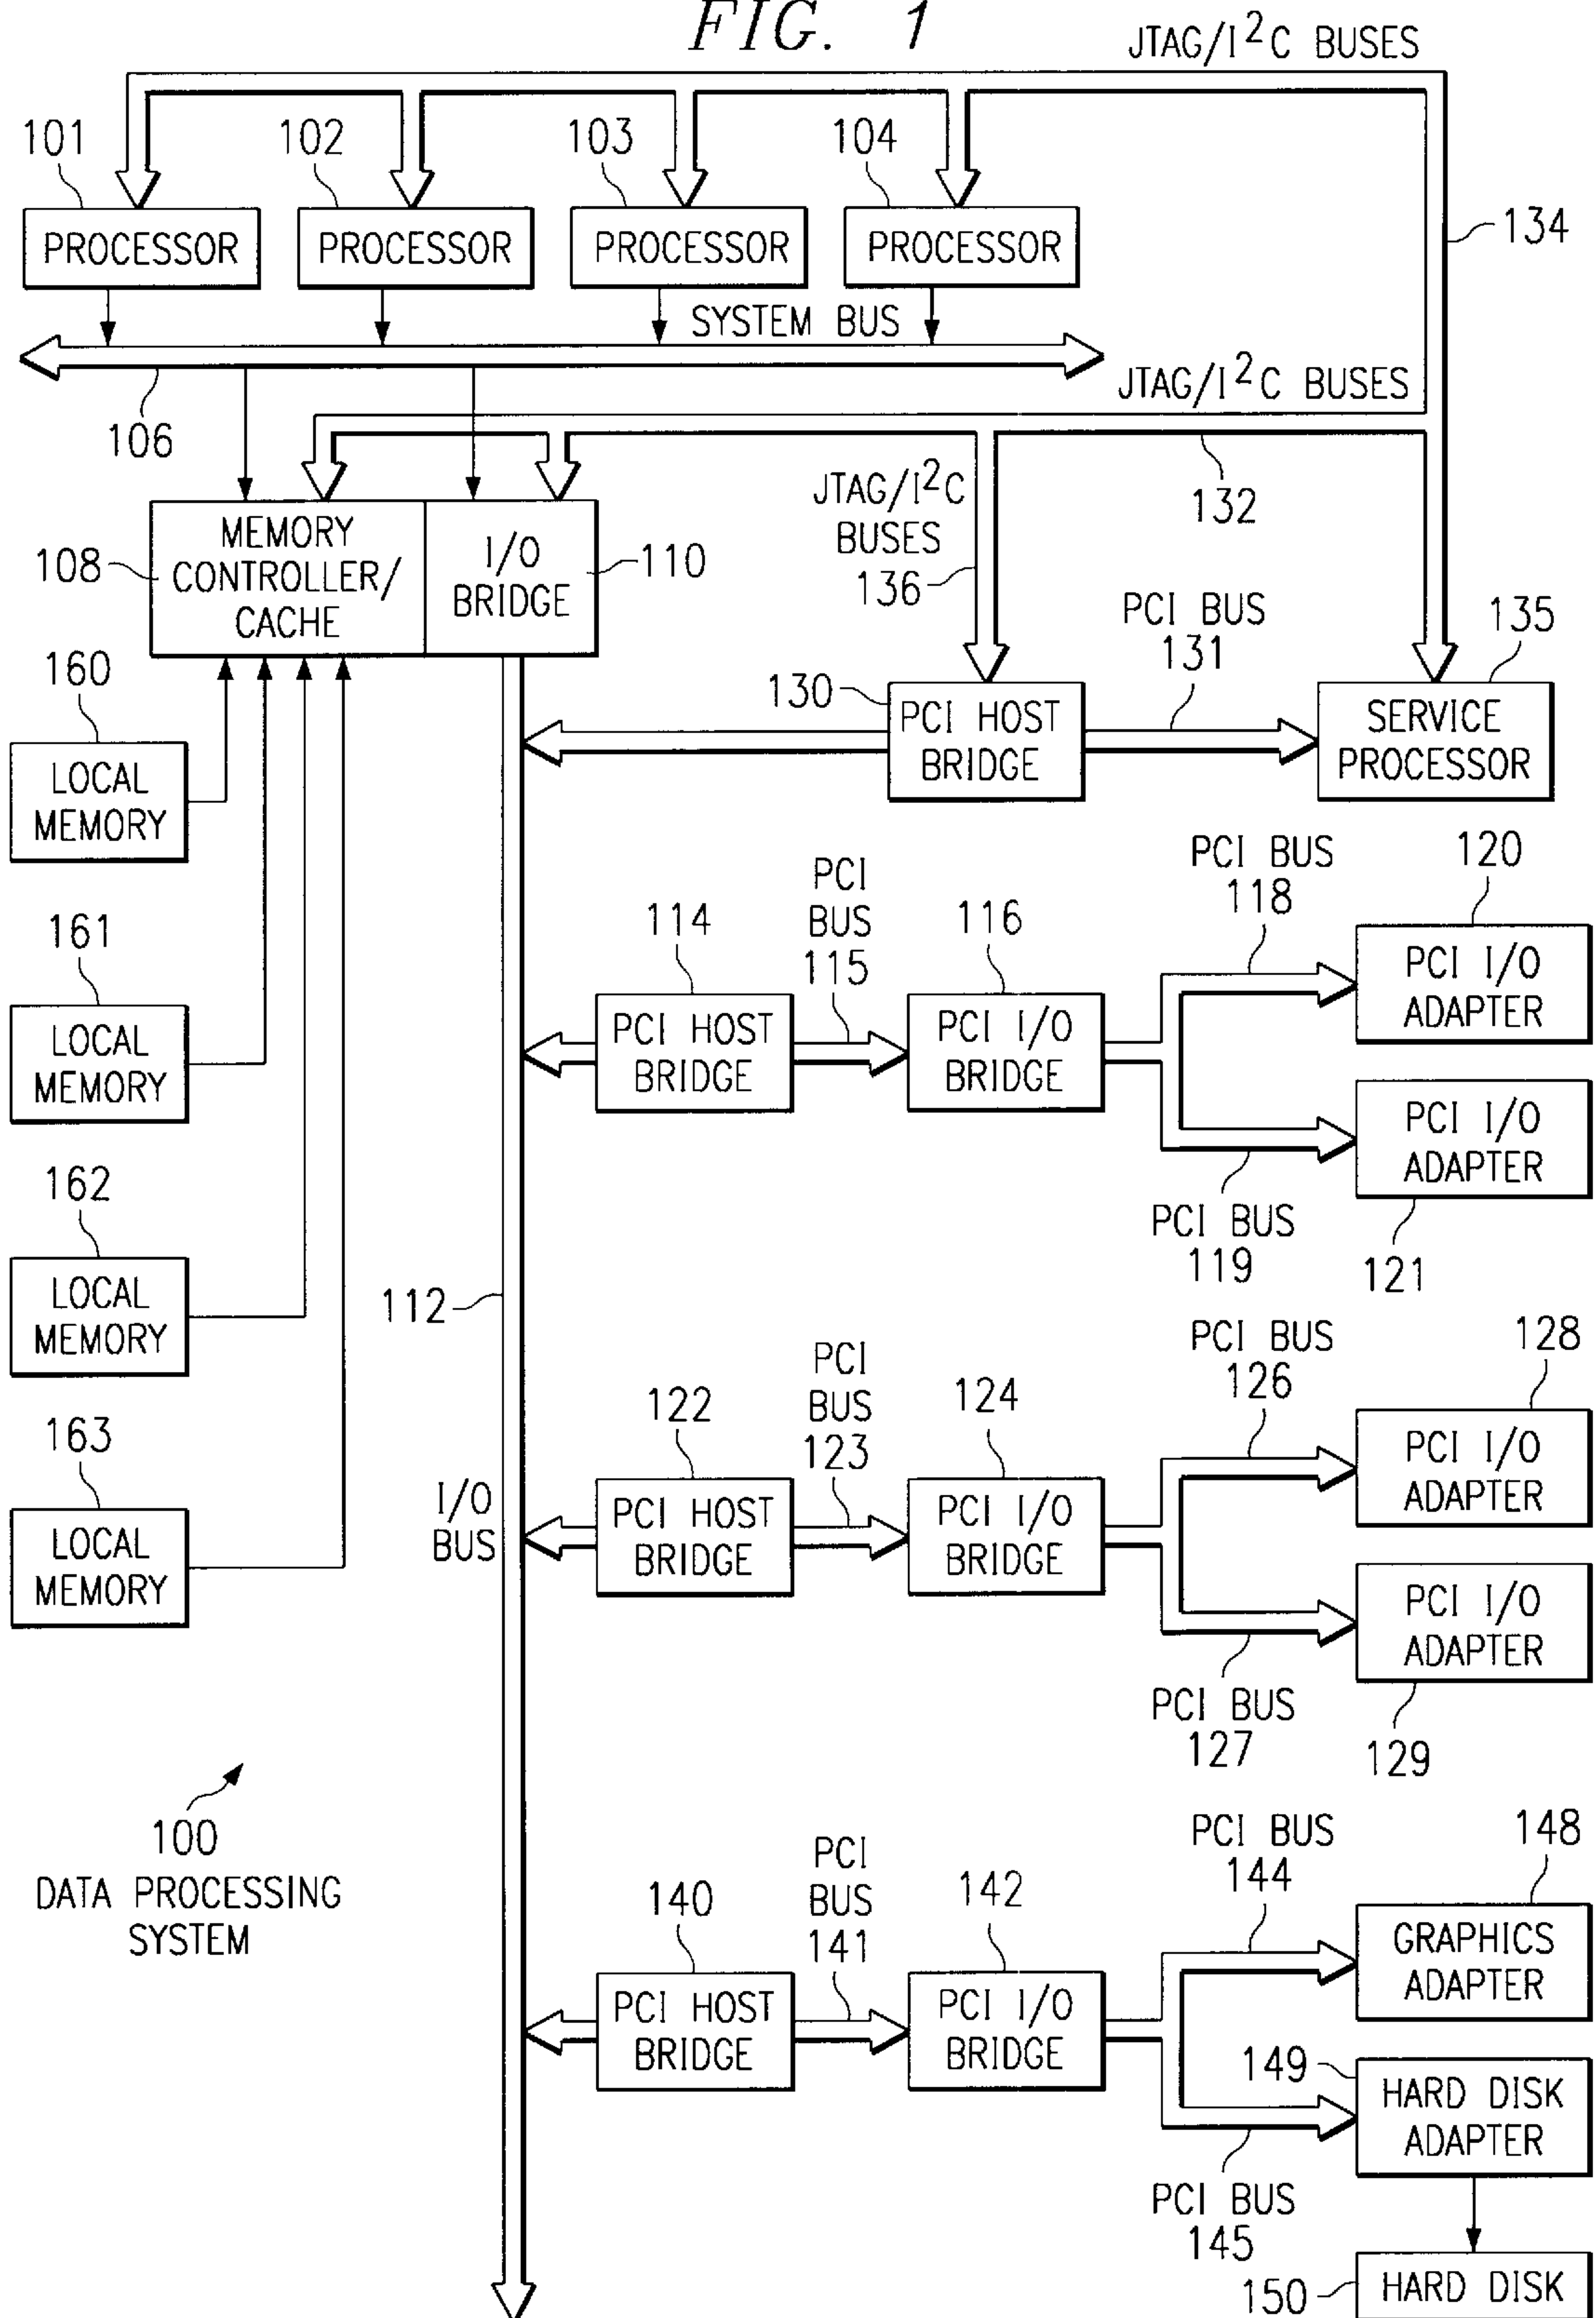 FIG. 1
JTAG/I²C BUSES
101
102
103
104
PROCESSOR
PROCESSOR
PROCESSOR
PROCESSOR
134
SYSTEM BUS
106
JTAG/I²C BUSES
132
JTAG/I²C
BUSES
136
108
MEMORY
CONTROLLER/
CACHE
I/O
BRIDGE
110
PCI BUS
131
135
130
PCI HOST
BRIDGE
SERVICE
PROCESSOR
160
LOCAL
MEMORY
161
LOCAL
MEMORY
162
LOCAL
MEMORY
163
LOCAL
MEMORY
112
I/O
BUS
114
PCI HOST
BRIDGE
PCI
BUS
115
116
PCI I/O
BRIDGE
PCI BUS
118
120
PCI I/O
ADAPTER
PCI I/O
ADAPTER
PCI BUS
119
121
122
PCI HOST
BRIDGE
PCI
BUS
123
124
PCI I/O
BRIDGE
PCI BUS
126
128
PCI I/O
ADAPTER
PCI I/O
ADAPTER
PCI BUS
127
129
100
DATA PROCESSING
SYSTEM
140
PCI HOST
BRIDGE
PCI
BUS
141
142
PCI I/O
BRIDGE
PCI BUS
144
148
GRAPHICS
ADAPTER
149
HARD DISK
ADAPTER
PCI BUS
145
150
HARD DISK